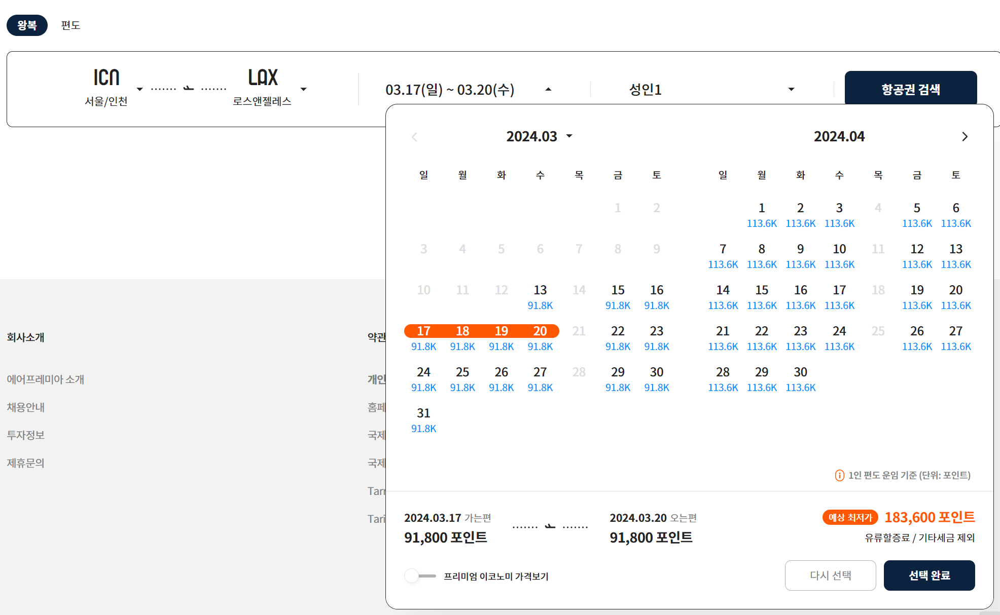 왕복 편도
ICN LAX
서울/인천 로스앤젤레스
03.17(일) ~ 03.20(수) 성인1 항공권 검색
2024.03 2024.04
일 월 화 수 목 금 토 일 월 화 수 목 금 토
1 2 1 2 3 4 5 6
113.6K 113.6K 113.6K 113.6K 113.6K
3 4 5 6 7 8 9 7 8 9 10 11 12 13
113.6K 113.6K 113.6K 113.6K 113.6K 113.6K
10 11 12 13 14 15 16 14 15 16 17 18 19 20
91.8K 91.8K 91.8K 113.6K 113.6K 113.6K 113.6K 113.6K 113.6K
17 18 19 20 21 22 23 21 22 23 24 25 26 27
91.8K 91.8K 91.8K 91.8K 91.8K 91.8K 113.6K 113.6K 113.6K 113.6K 113.6K 113.6K
24 25 26 27 28 29 30 28 29 30
91.8K 91.8K 91.8K 91.8K 91.8K 91.8K 113.6K 113.6K 113.6K
31
91.8K
1인 편도 운임 기준 (단위: 포인트)
2024.03.17 가는편 2024.03.20 오는편 예상 최저가 183,600 포인트
91,800 포인트 91,800 포인트 유류할증료 / 기타세금 제외
프리미엄 이코노미 가격보기 다시 선택 선택 완료
회사소개
에어프레미아 소개
채용안내
투자정보
제휴문의
약관
개인
홈페
국제
국제
Tari